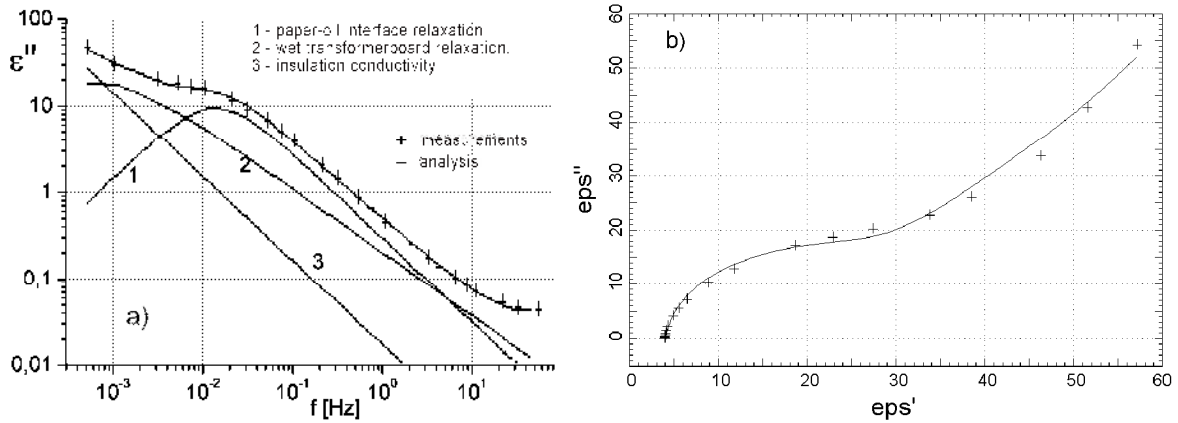 100
10
1
0,1
0,01
ε"
1 - paper-oil interface relaxation
2 - wet transformerboard relaxation.
3 - insulation conductivity
+ measurements
– analysis
1
2
3
a)
10⁻³ 10⁻² 10⁻¹ 10⁰ 10¹
f [Hz]
b)
60
50
40
30
20
10
0
eps"
0 10 20 30 40 50 60
eps'